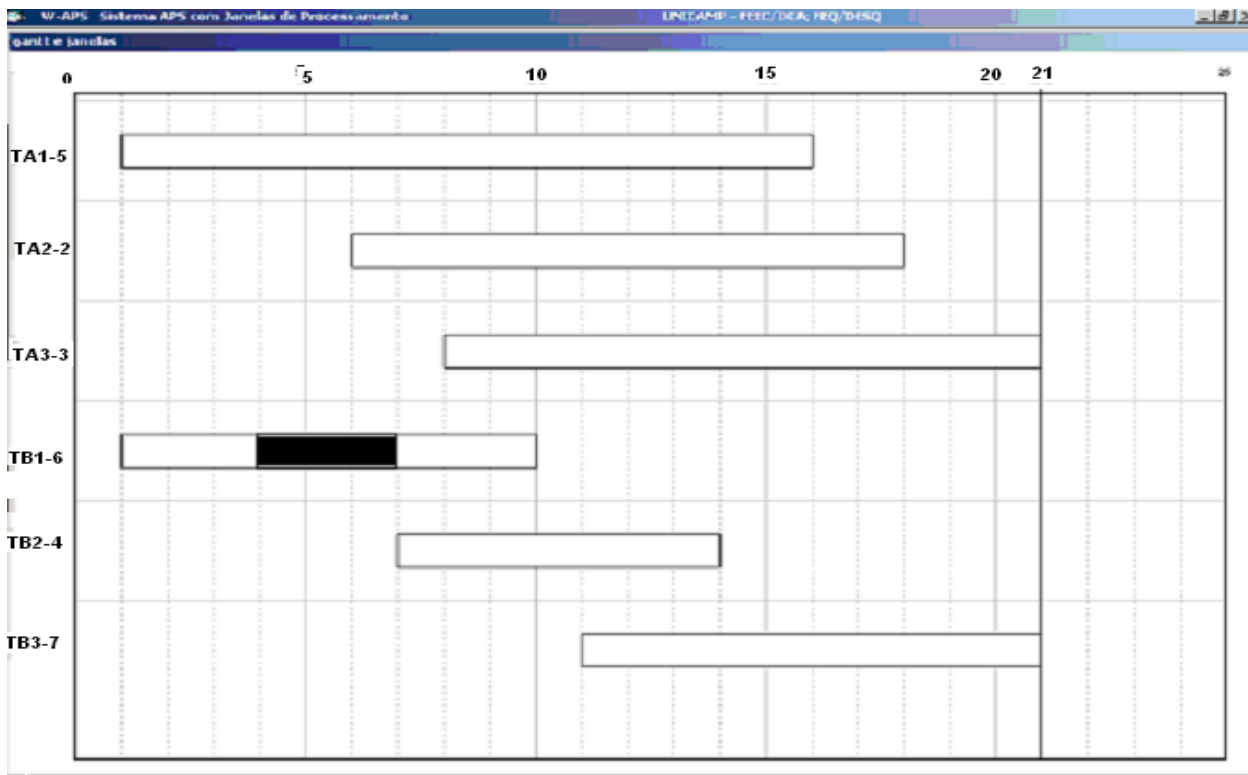 W-APS Sistema APS com Janelas de Processamento UNICAMP - FEEC/DCA; FEQ/DESQ
gantt e janelas
0 5 10 15 20 21 25
TA1-5
TA2-2
TA3-3
TB1-6
TB2-4
TB3-7